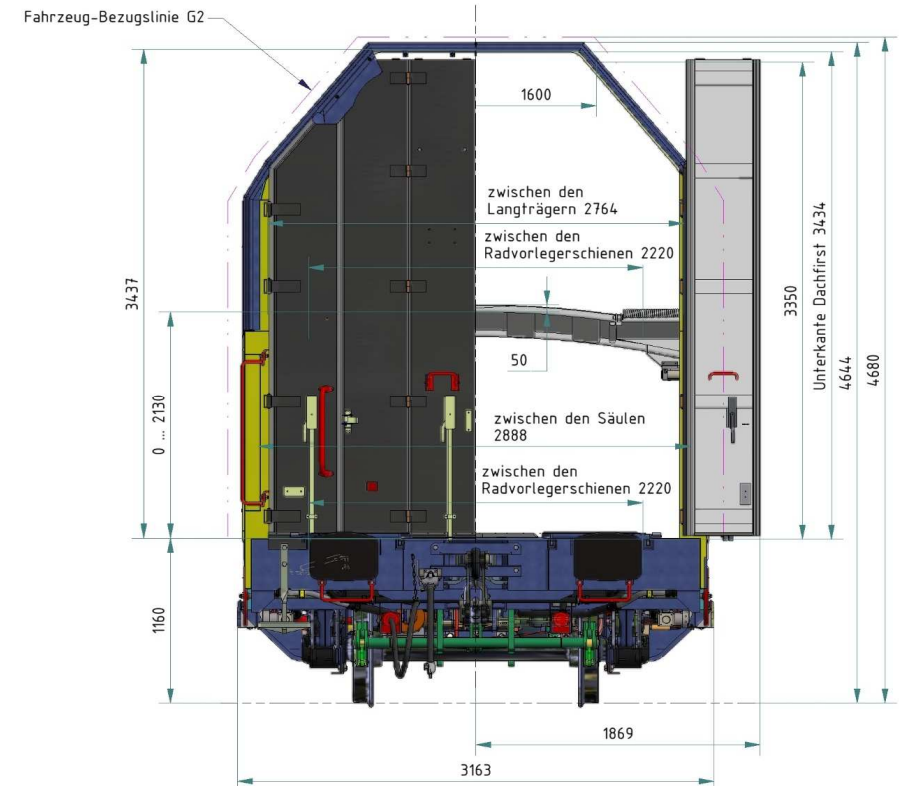 Fahrzeug-Bezugslinie G2
1600
zwischen den
Langträgern 2764
zwischen den
Radvorlegerschienen 2220
3437
3350
Unterkante Dachfirst 3434
4644
4680
50
0 ... 2130
zwischen den Säulen
2888
zwischen den
Radvorlegerschienen 2220
1160
1869
3163